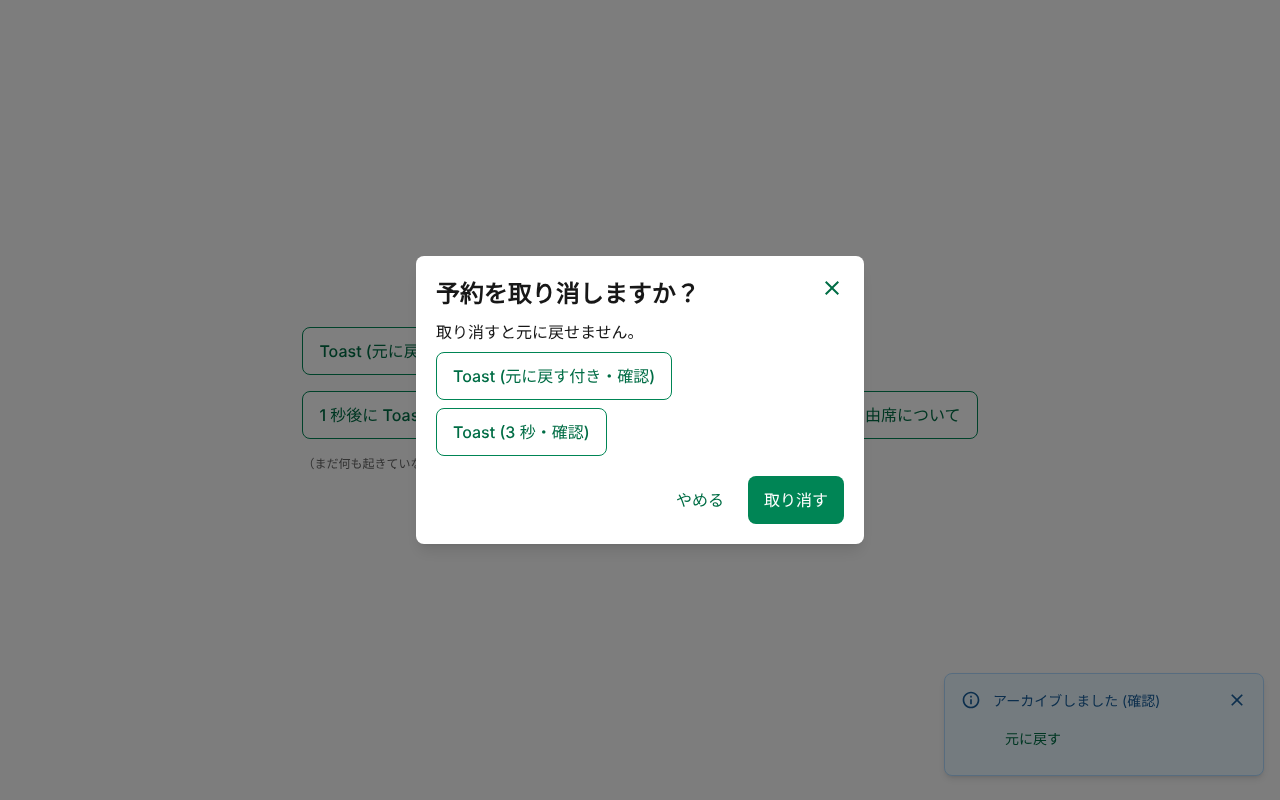 予約を取り消しますか？
取り消すと元に戻せません。
Toast (元に戻す付き・確認)
Toast (3 秒・確認)
やめる
取り消す
Toast (元に戻
1 秒後に Toas
由席について
（まだ何も起きていな
アーカイブしました (確認)
元に戻す